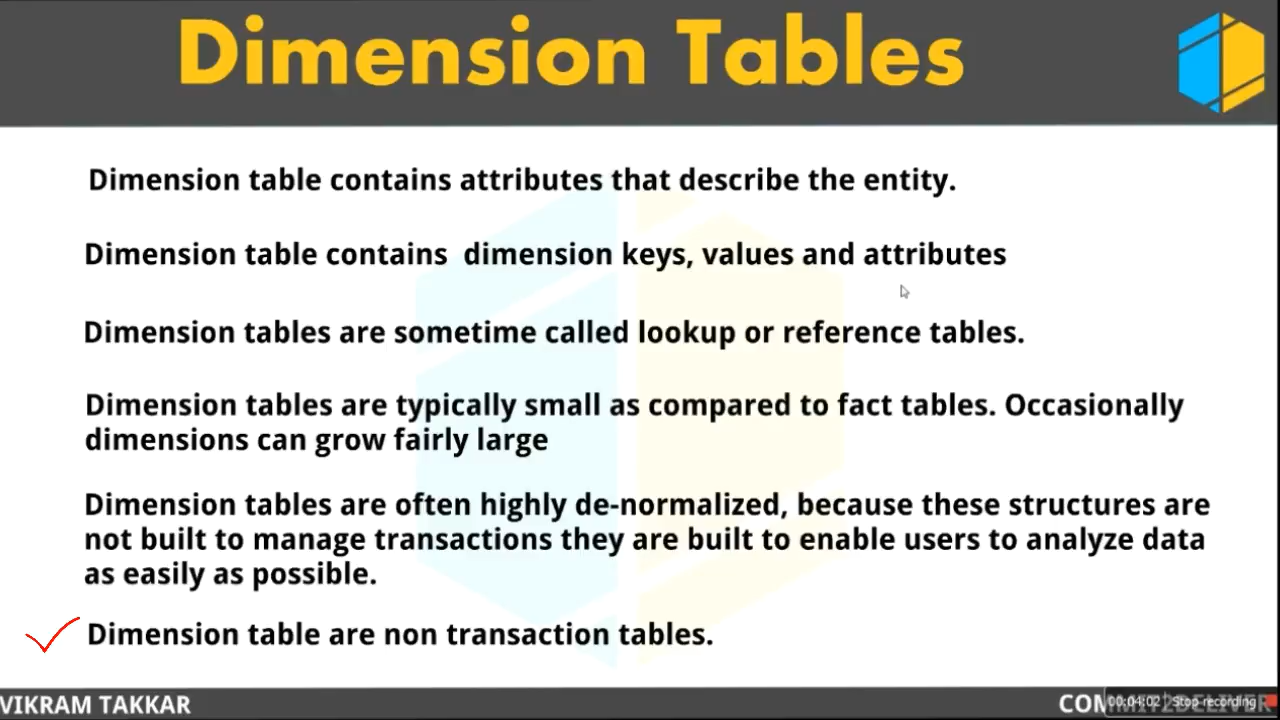 Dimension Tables
Dimension table contains attributes that describe the entity.
Dimension table contains dimension keys, values and attributes
Dimension tables are sometime called lookup or reference tables.
Dimension tables are typically small as compared to fact tables. Occasionally
dimensions can grow fairly large
Dimension tables are often highly de-normalized, because these structures are
not built to manage transactions they are built to enable users to analyze data
as easily as possible.
Dimension table are non transaction tables.
VIKRAM TAKKAR
COMMIT2DELIVER
00:04:02 Stop recording